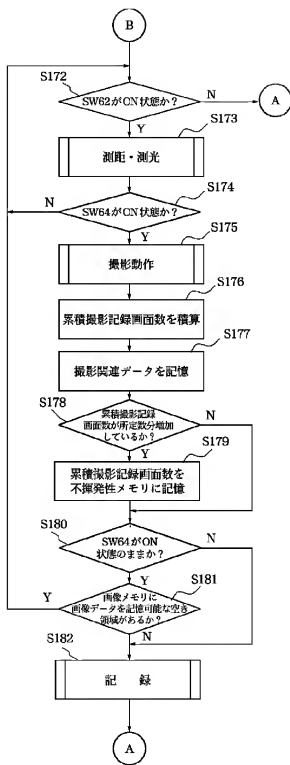 B
S172
SW62がON状態か？
N
A
Y
S173
測距・測光
S174
N
SW64がON状態か？
Y
S175
撮影動作
S176
累積撮影記録画面数を積算
S177
撮影関連データを記憶
S178
累積撮影記録
画面数が所定数分増加
しているか？
N
Y
S179
累積撮影記録画面数を
不揮発性メモリに記憶
S180
SW64がON
状態のままか？
N
Y
S181
Y
画像メモリに
画像データを記憶可能な空き
領域があるか？
N
S182
記　録
A